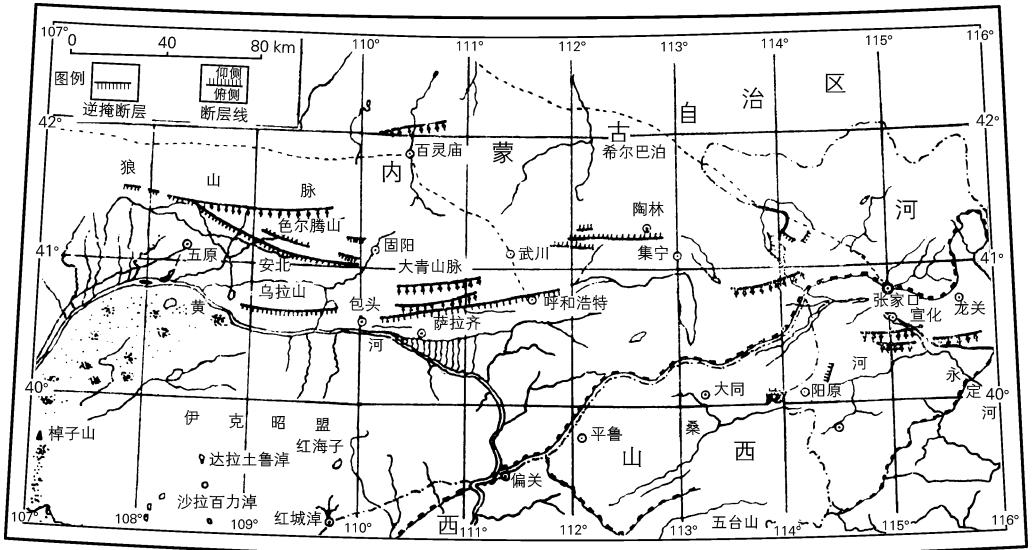 107°
110°
111°
112°
113°
114°
115°
116°
0 40 80 km
图例
仰侧
俯侧
逆掩断层
断层线
区
治
自
古
蒙
内
42°
42°
百灵庙
希尔巴泊
狼
山
脉
河
色尔腾山
陶林
41°
五原
固阳
武川
集宁
41°
安北
大青山脉
乌拉山
包头
呼和浩特
张家口
黄
宣化
龙关
萨拉齐
河
河
永
定
河
40°
大同
阳原
40°
伊克昭盟
桑
棹子山
红海子
平鲁
山
西
达拉土鲁淖
偏关
沙拉百力淖
红城淖
西
五台山
107°
108°
109°
110°
111°
112°
113°
114°
115°
116°